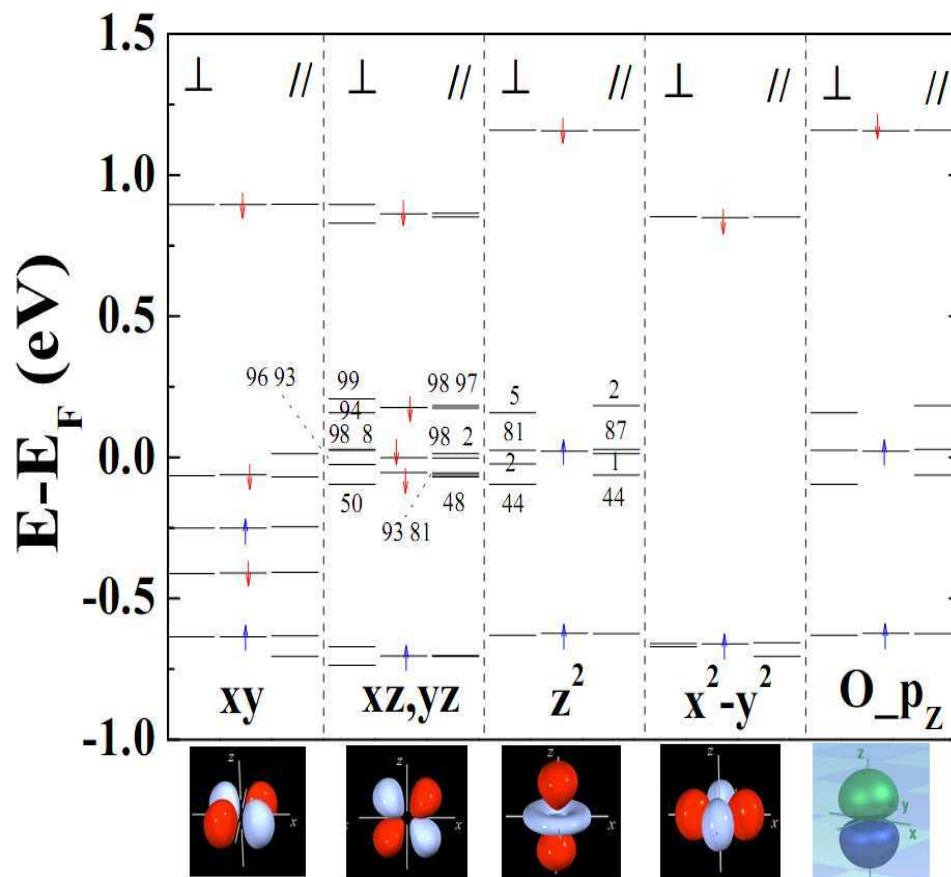 1.5
⊥ // ⊥ // ⊥ // ⊥ // ⊥ //
1.0
E-E_F (eV)
0.5
96 93 99 98 97 5 2
94
98 8 98 2 81 87
0.0
2 1
50 48 44 44
93 81
-0.5
xy xz,yz z² x²-y² O_p_z
-1.0
z z z z z
y
x x x x x